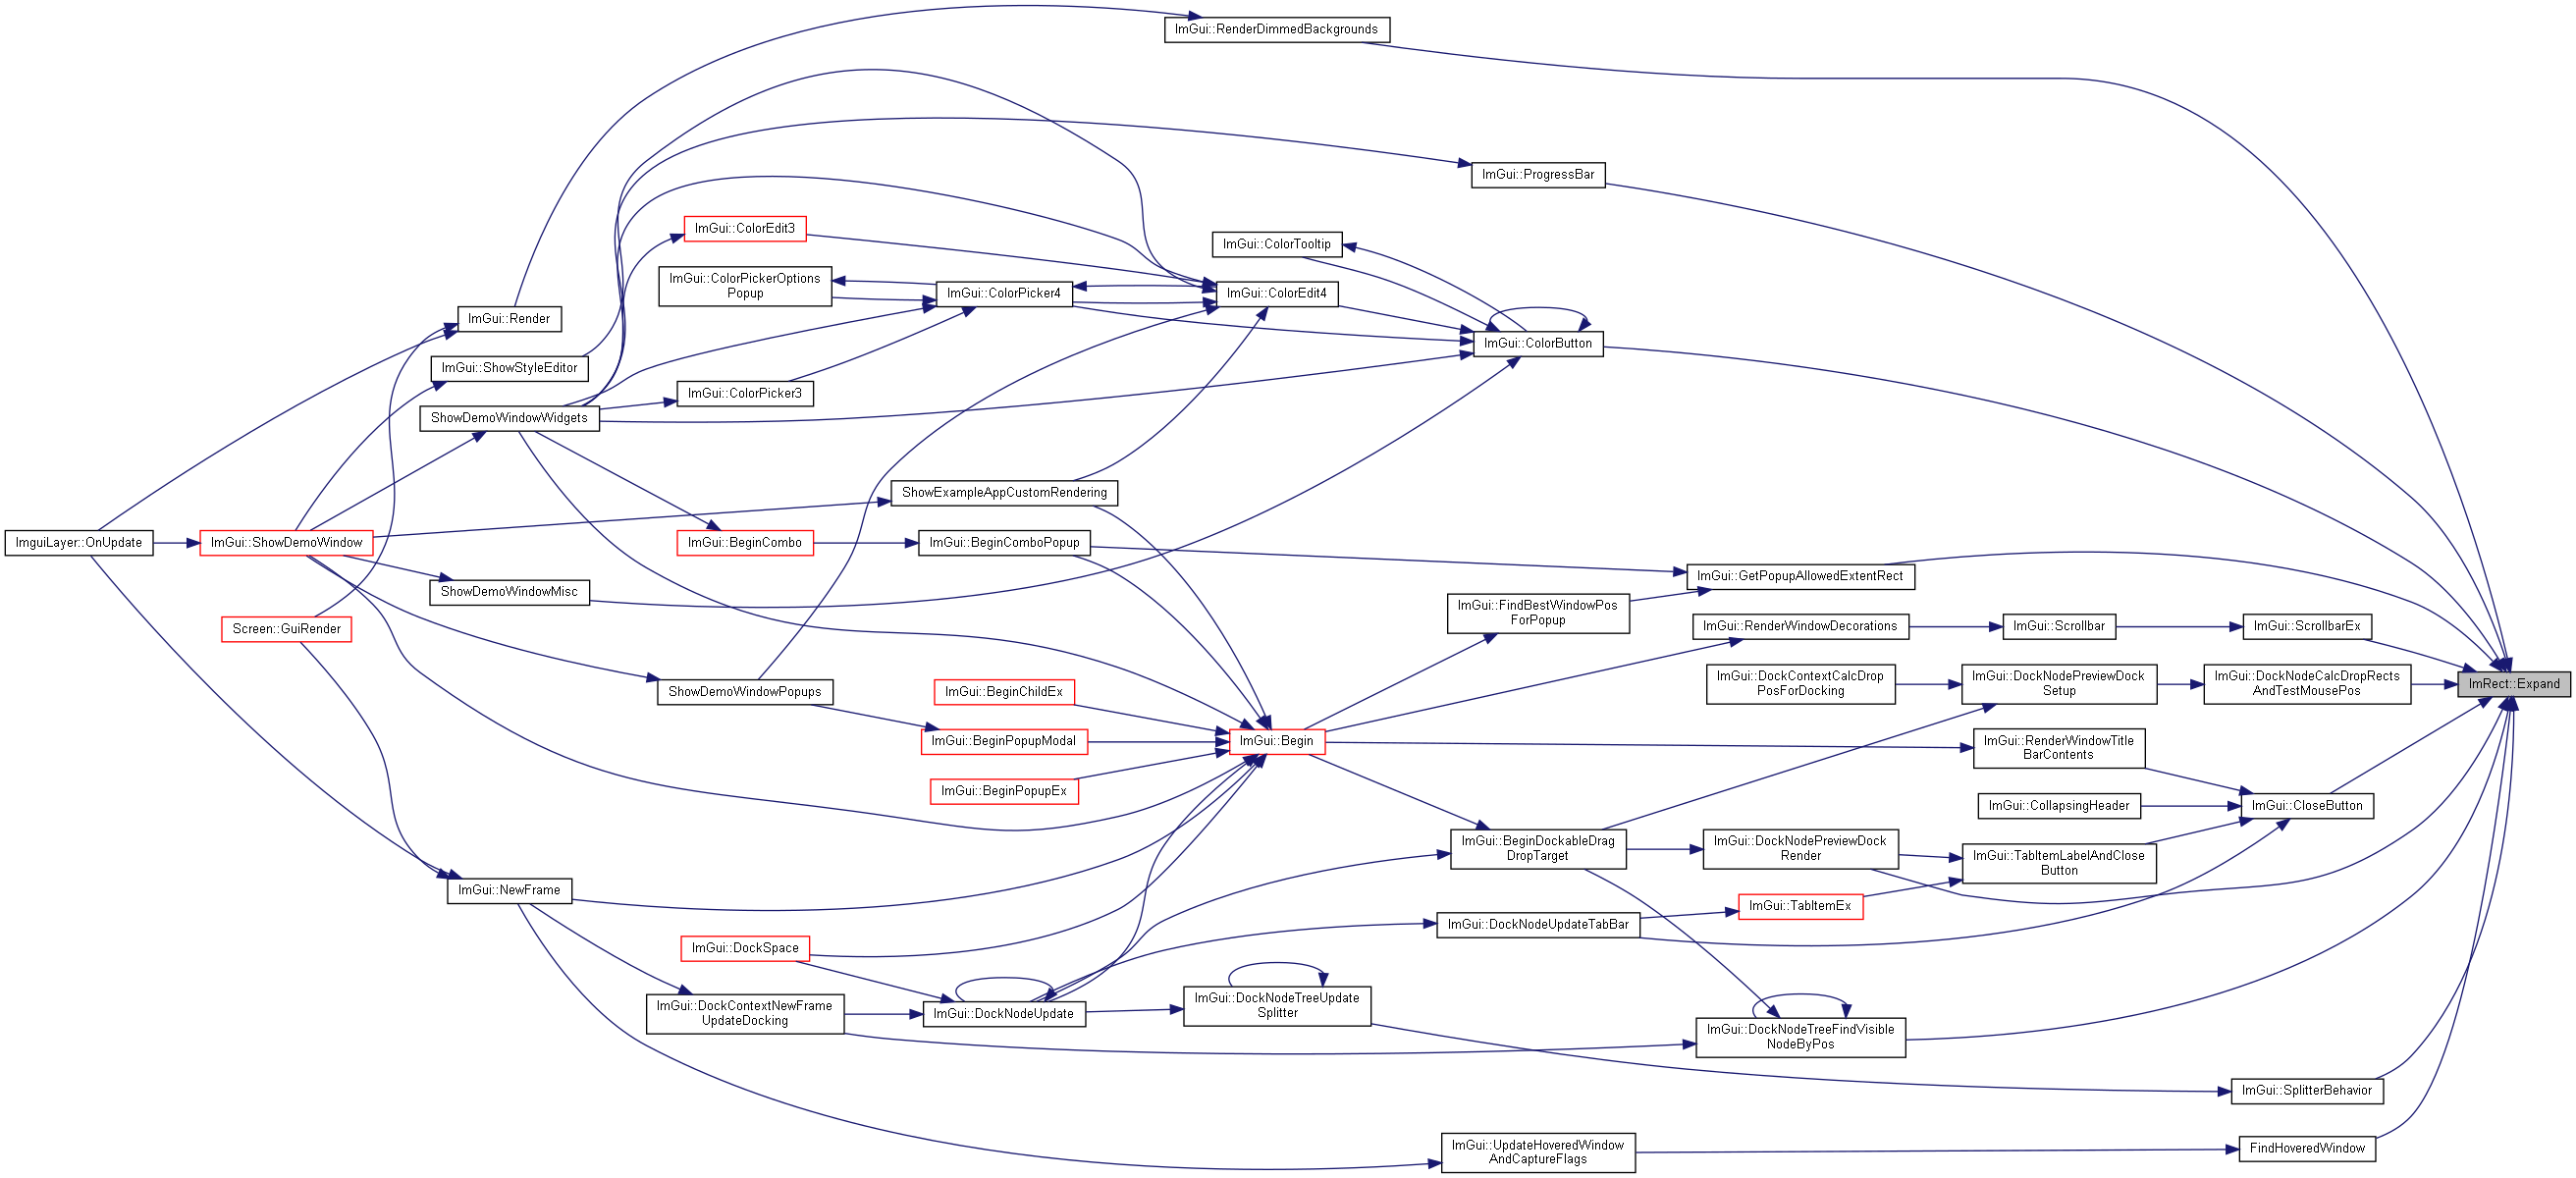 ImGui::RenderDimmedBackgrounds
ImGui::ProgressBar
ImGui::ColorEdit3
ImGui::ColorTooltip
ImGui::ColorPickerOptions
Popup
ImGui::ColorPicker4
ImGui::ColorEdit4
ImGui::Render
ImGui::ColorButton
ImGui::ShowStyleEditor
ImGui::ColorPicker3
ShowDemoWindowWidgets
ShowExampleAppCustomRendering
ImguiLayer::OnUpdate
ImGui::ShowDemoWindow
ImGui::BeginCombo
ImGui::BeginComboPopup
ImGui::GetPopupAllowedExtentRect
ShowDemoWindowMisc
ImGui::FindBestWindowPos
ForPopup
Screen::GuiRender
ImGui::RenderWindowDecorations
ImGui::Scrollbar
ImGui::ScrollbarEx
ShowDemoWindowPopups
ImGui::BeginChildEx
ImGui::DockContextCalcDrop
PosForDocking
ImGui::DockNodePreviewDock
Setup
ImGui::DockNodeCalcDropRects
AndTestMousePos
ImRect::Expand
ImGui::BeginPopupModal
ImGui::Begin
ImGui::RenderWindowTitle
BarContents
ImGui::BeginPopupEx
ImGui::CollapsingHeader
ImGui::CloseButton
ImGui::BeginDockableDrag
DropTarget
ImGui::DockNodePreviewDock
Render
ImGui::TabItemLabelAndClose
Button
ImGui::NewFrame
ImGui::TabItemEx
ImGui::DockNodeUpdateTabBar
ImGui::DockSpace
ImGui::DockContextNewFrame
UpdateDocking
ImGui::DockNodeUpdate
ImGui::DockNodeTreeUpdate
Splitter
ImGui::DockNodeTreeFindVisible
NodeByPos
ImGui::SplitterBehavior
ImGui::UpdateHoveredWindow
AndCaptureFlags
FindHoveredWindow